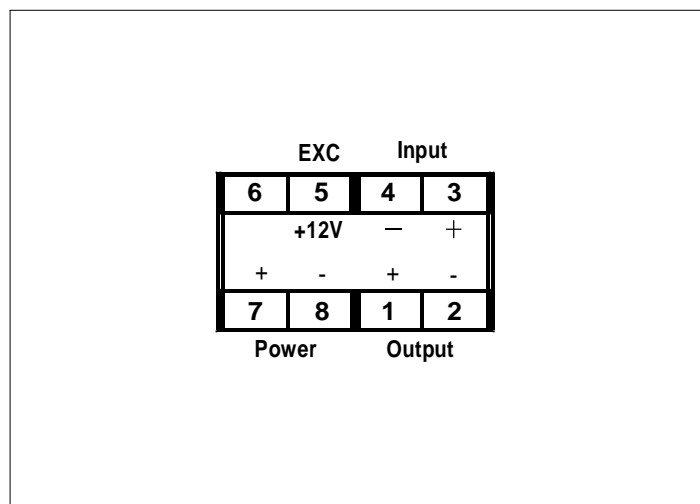 EXC Input
6 5 4 3
+12V — +
+ - + -
7 8 1 2
Power Output